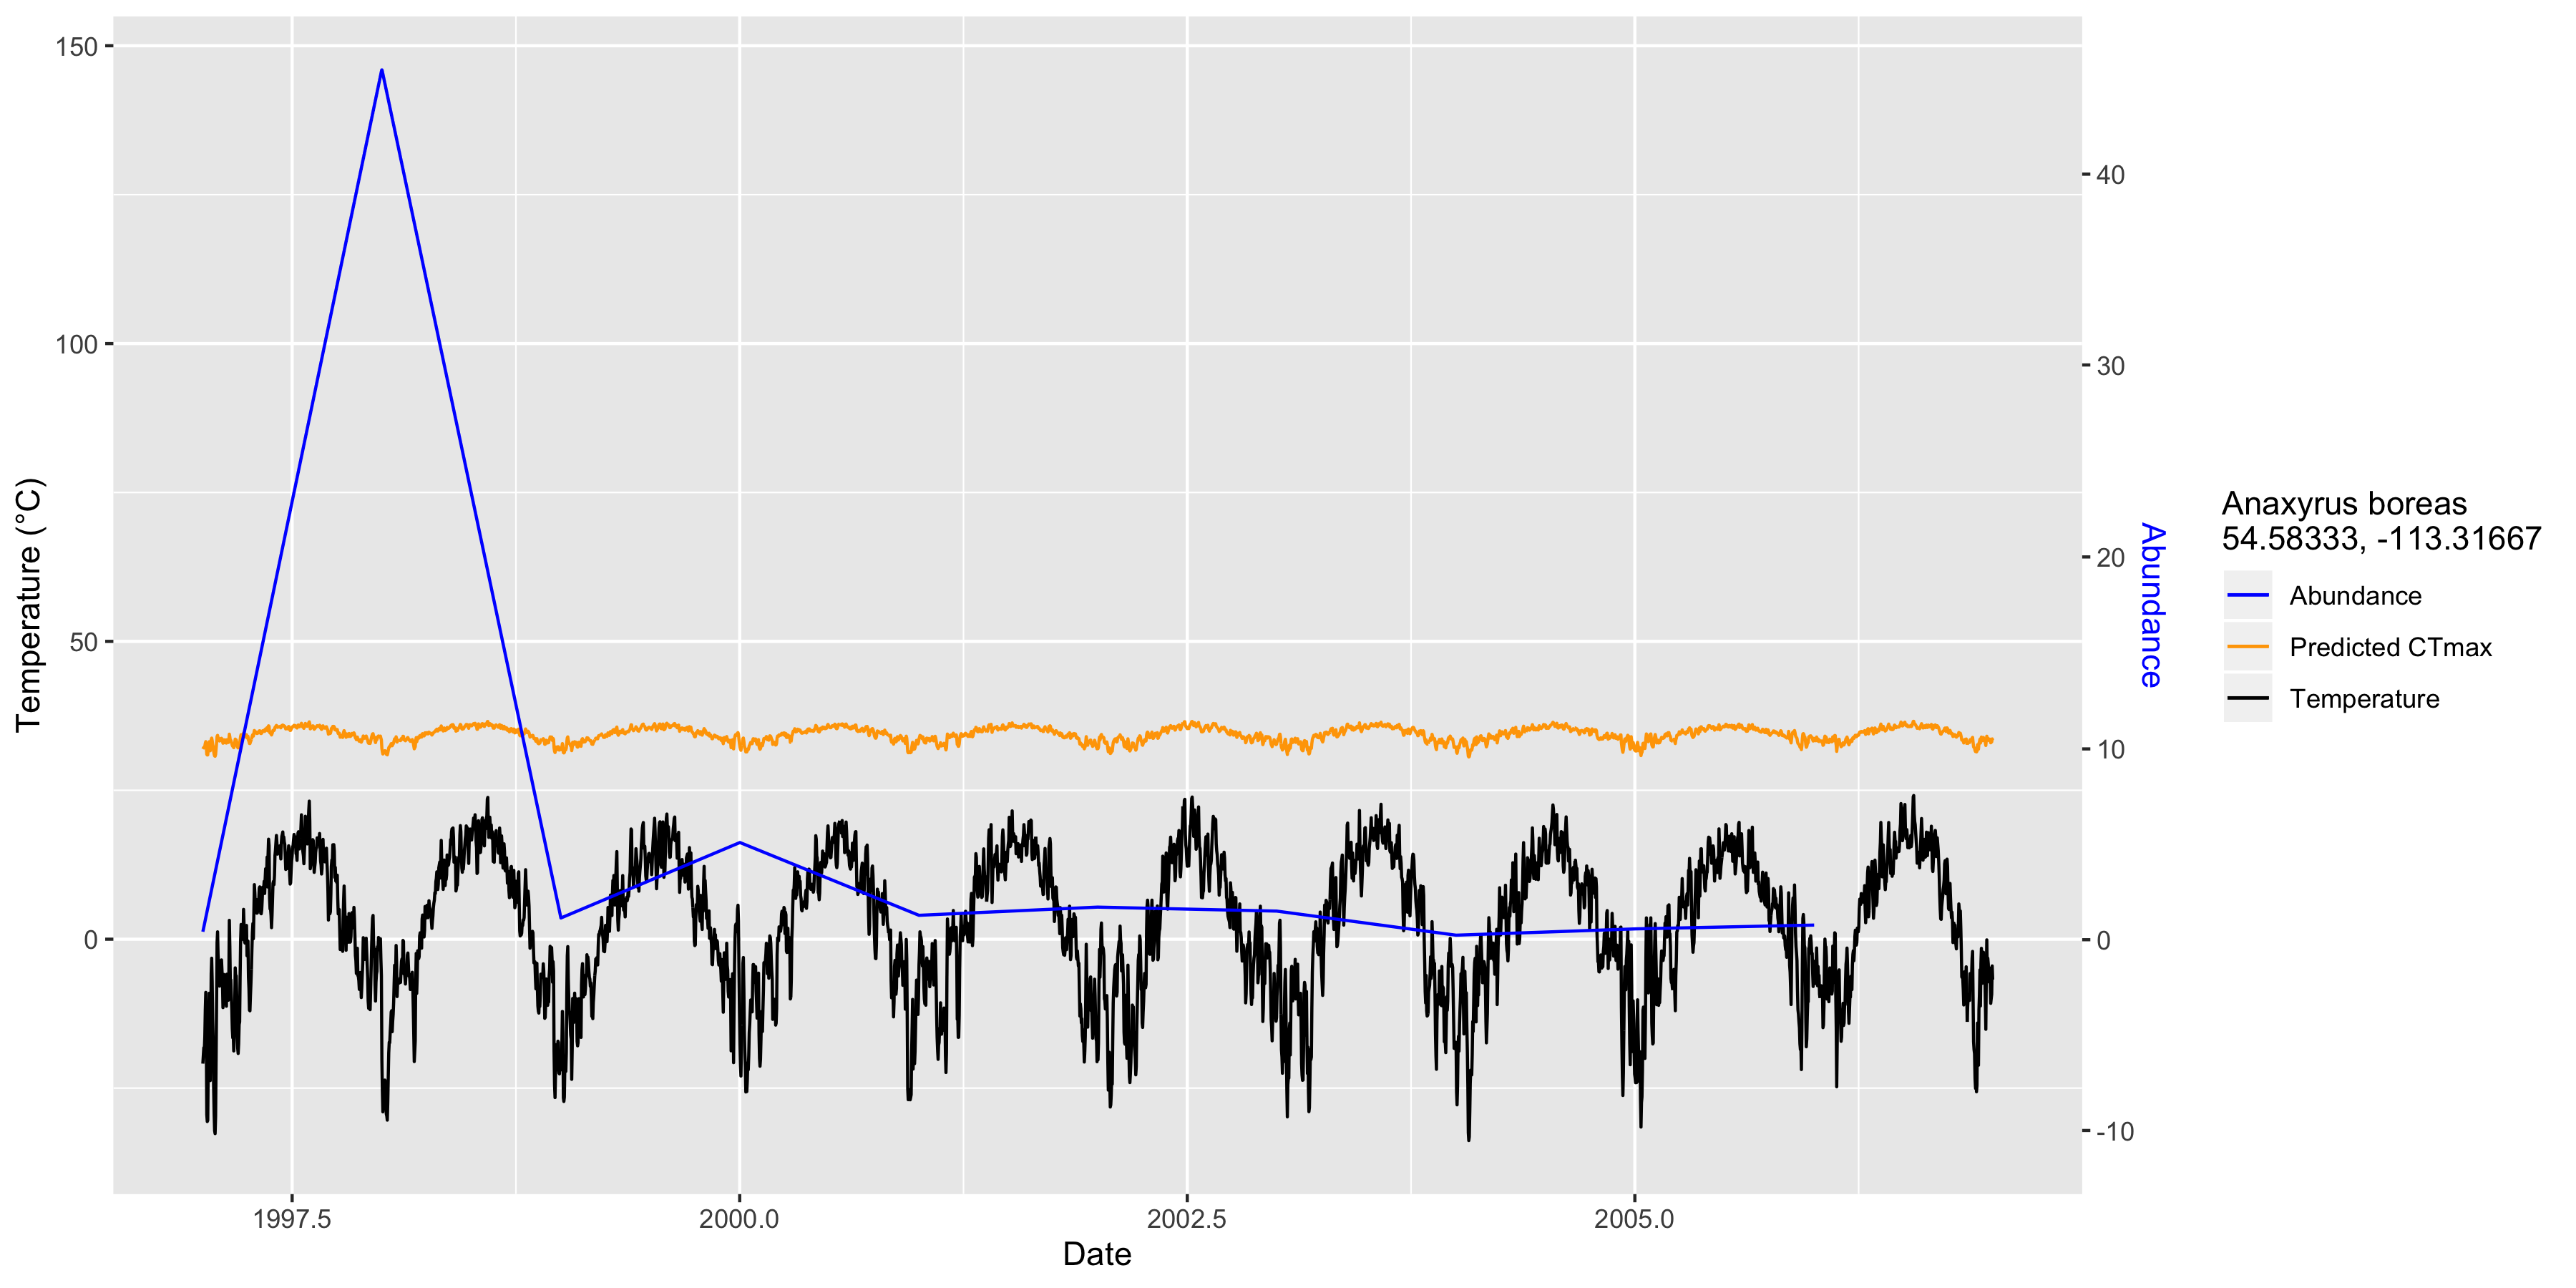 150
100
50
0
Temperature (°C)
1997.5
2000.0
2002.5
2005.0
Date
40
30
20
10
0
-10
Abundance
Anaxyrus boreas
54.58333, -113.31667
Abundance
Predicted CTmax
Temperature